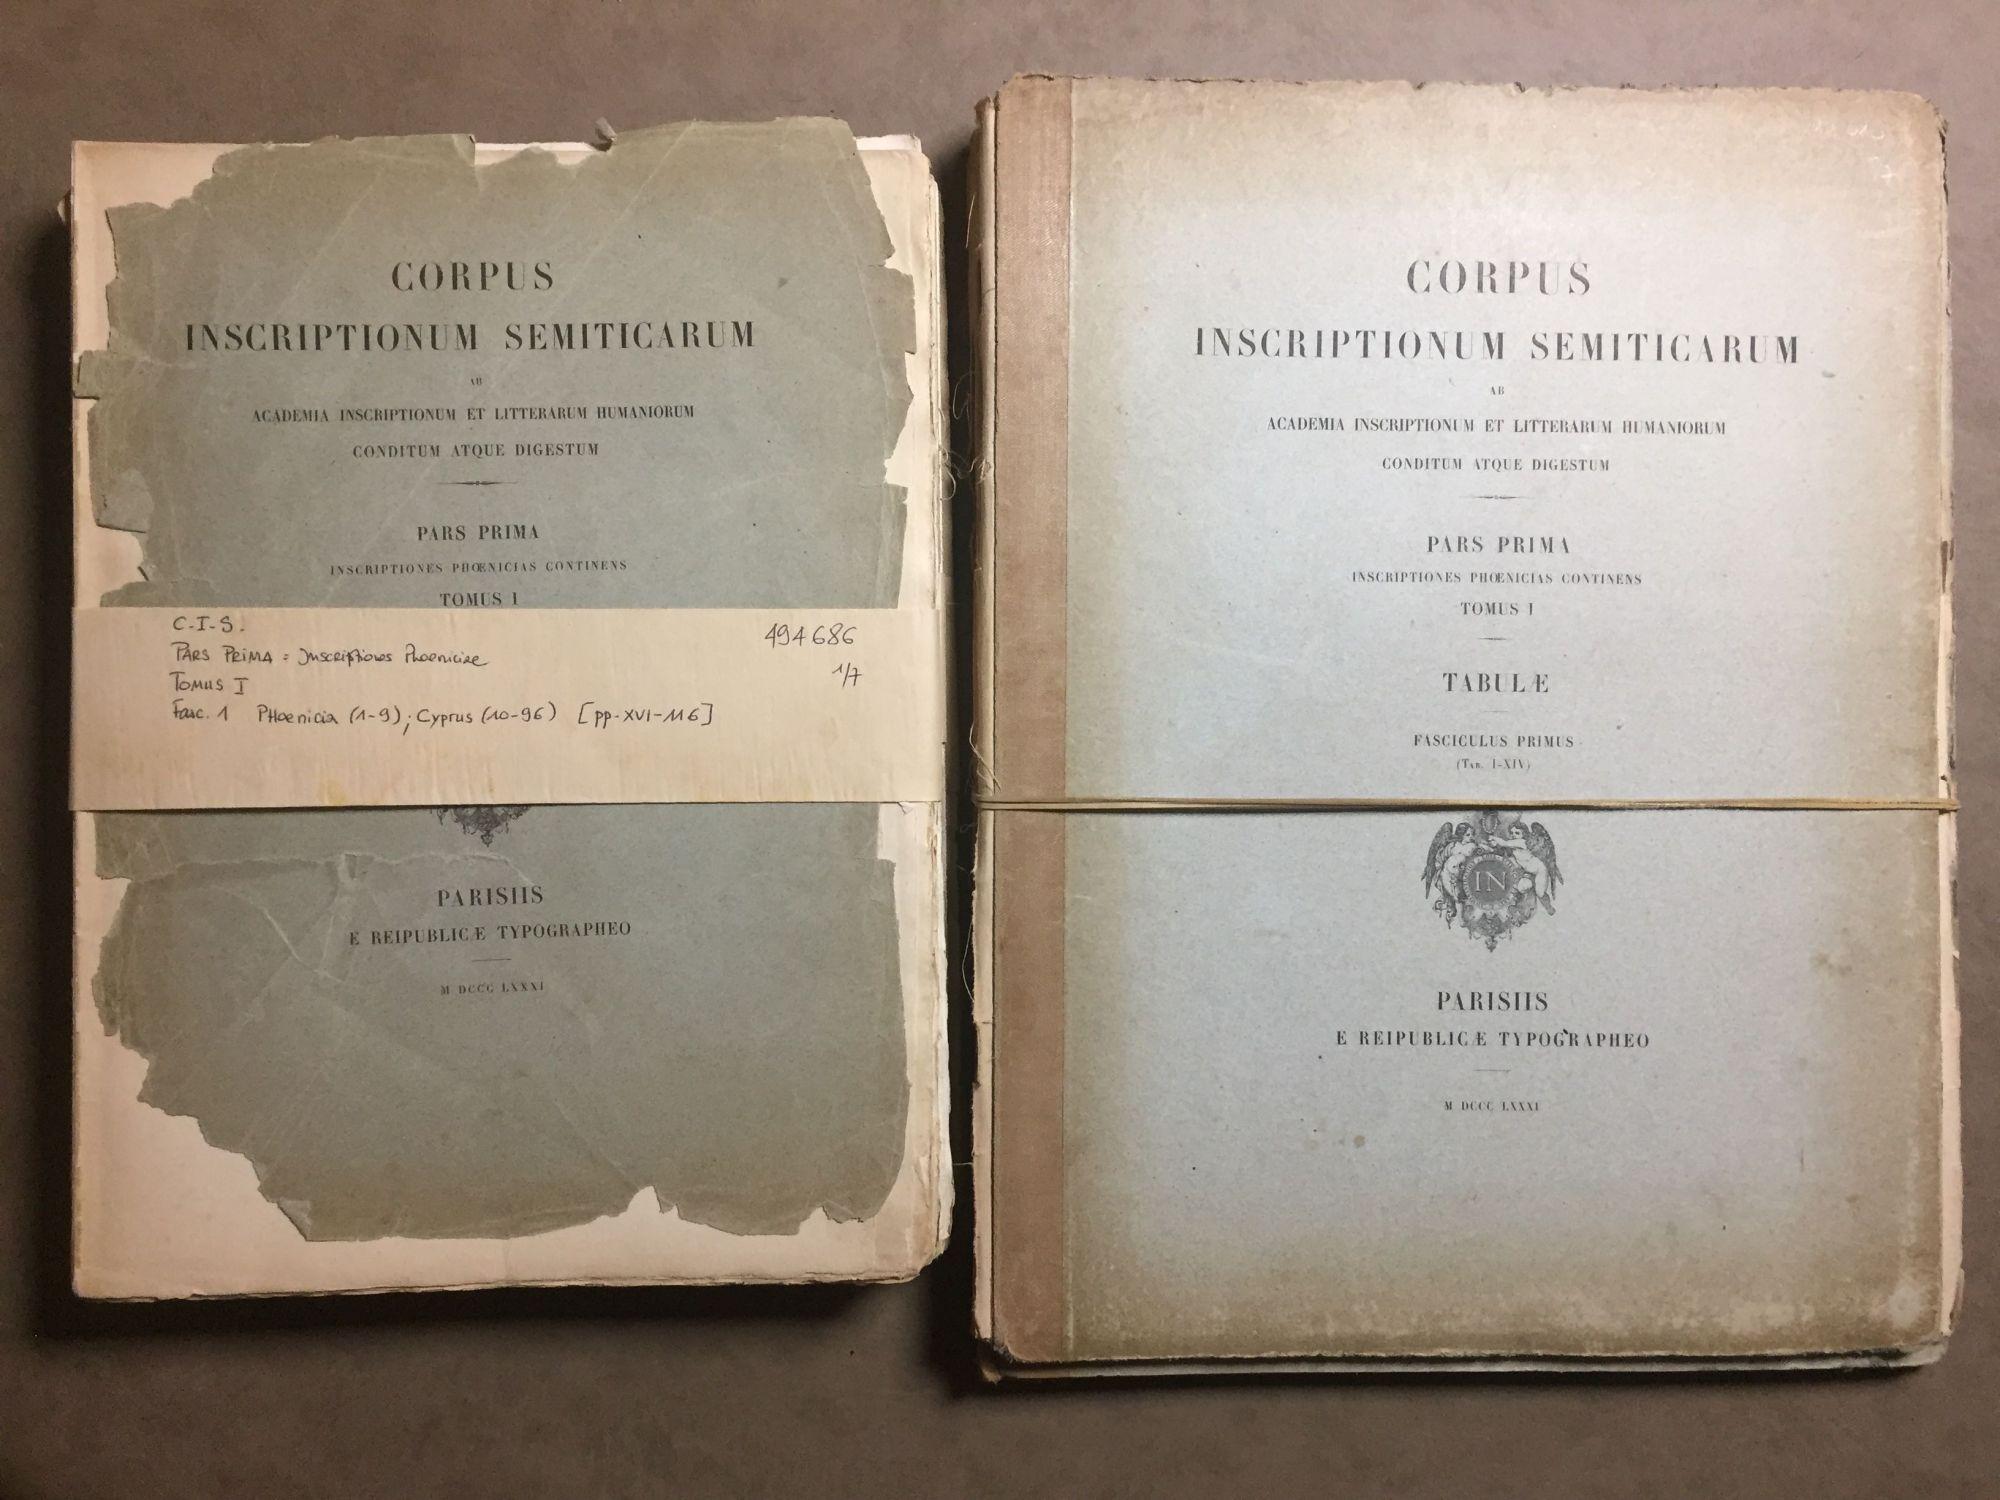 CORPUS
INSCRIPTIONUM SEMITICARUM
AB
ACADEMIA INSCRIPTIONUM ET LITTERARUM HUMANIORUM
CONDITUM ATQUE DIGESTUM
PARS PRIMA
INSCRIPTIONES PHŒNICIAS CONTINENS
TOMUS I
C-I-S.
PARS PRIMA = Inscriptiones Phoeniciae
TOMUS I
Fasc. 1 PHoenicia (1-9); Cyprus (10-96) [pp-XVI-116]
494686
1/7
PARISIIS
E REIPUBLICÆ TYPOGRAPHEO
M DCCC LXXXI
CORPUS
INSCRIPTIONUM SEMITICARUM
AB
ACADEMIA INSCRIPTIONUM ET LITTERARUM HUMANIORUM
CONDITUM ATQUE DIGESTUM
PARS PRIMA
INSCRIPTIONES PHŒNICIAS CONTINENS
TOMUS I
TABULÆ
FASCICULUS PRIMUS
(Tab. I-XIV)
IN
PARISIIS
E REIPUBLICÆ TYPOGRAPHEO
M DCCC LXXXI